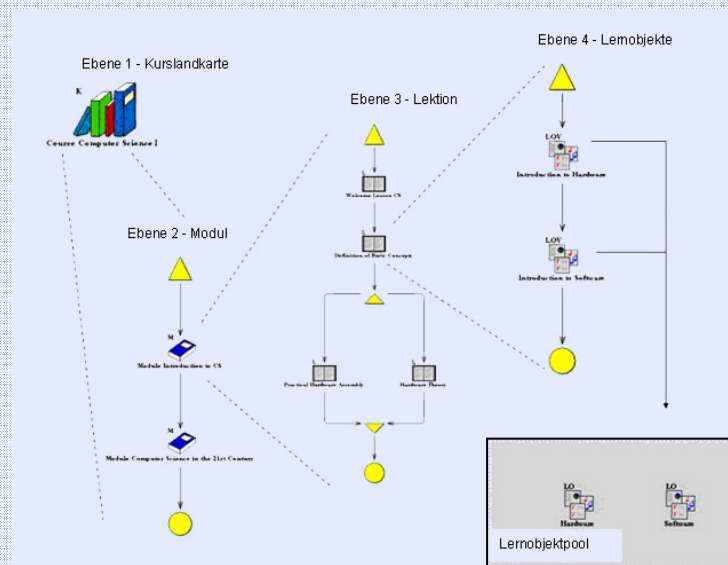 Ebene 1 - Kurslandkarte
K
Course Computer Science I
Ebene 2 - Modul
M
Module Introduction to CS
M
Module Computer Science in the 21st Century
Ebene 3 - Lektion
L
Welcome Lesson CS
L
Definition of Basic Concepts
L
Practical Hardware Assembly
L
Hardware Theory
Ebene 4 - Lernobjekte
LOV
Introduction to Hardware
LOV
Introduction to Software
LO
Hardware
LO
Software
Lernobjektpool